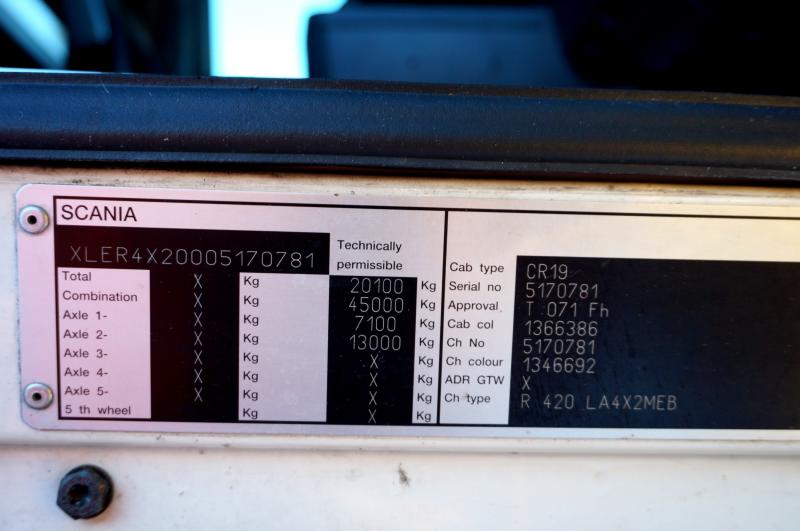 SCANIA
XLER4X20005170781
Technically
permissible
Total X Kg 20100 Kg
Combination X Kg 45000 Kg
Axle 1- X Kg 7100 Kg
Axle 2- X Kg 13000 Kg
Axle 3- X Kg X Kg
Axle 4- X Kg X Kg
Axle 5- X Kg X Kg
5 th wheel Kg X Kg
Cab type CR19
Serial no 5170781
Approval T 071 Fh
Cab col 1366386
Ch No 5170781
Ch colour 1346692
ADR GTW X
Ch type R 420 LA4X2MEB